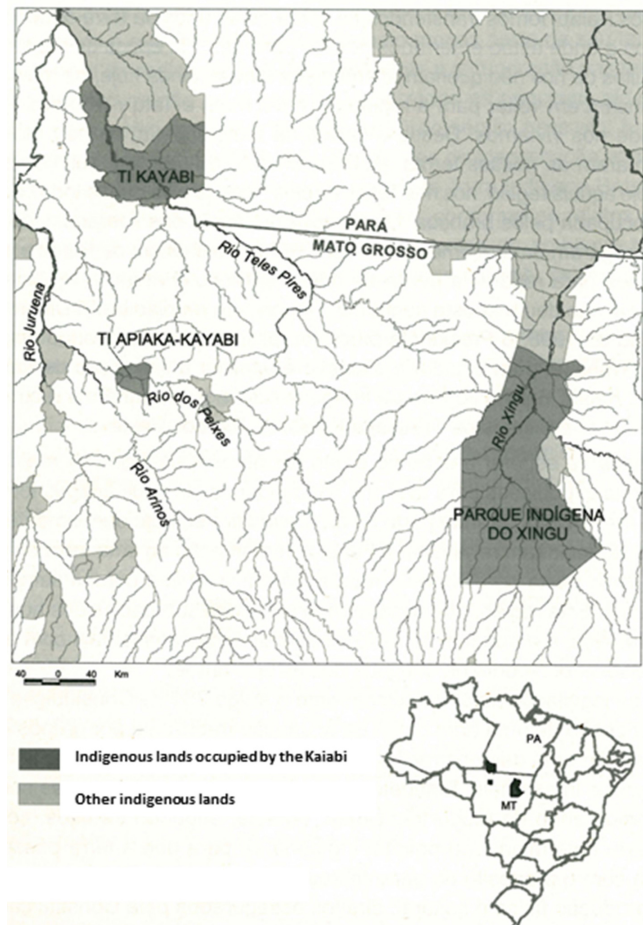 TI KAYABI
PARÁ
MATO GROSSO
Rio Teles Pires
Rio Juruena
TI APIAKA-KAYABI
Rio dos Peixes
Rio Xingu
Rio Arinos
PARQUE INDÍGENA
DO XINGU
40 0 40 Km
PA
Indigenous lands occupied by the Kaiabi
Other indigenous lands
MT